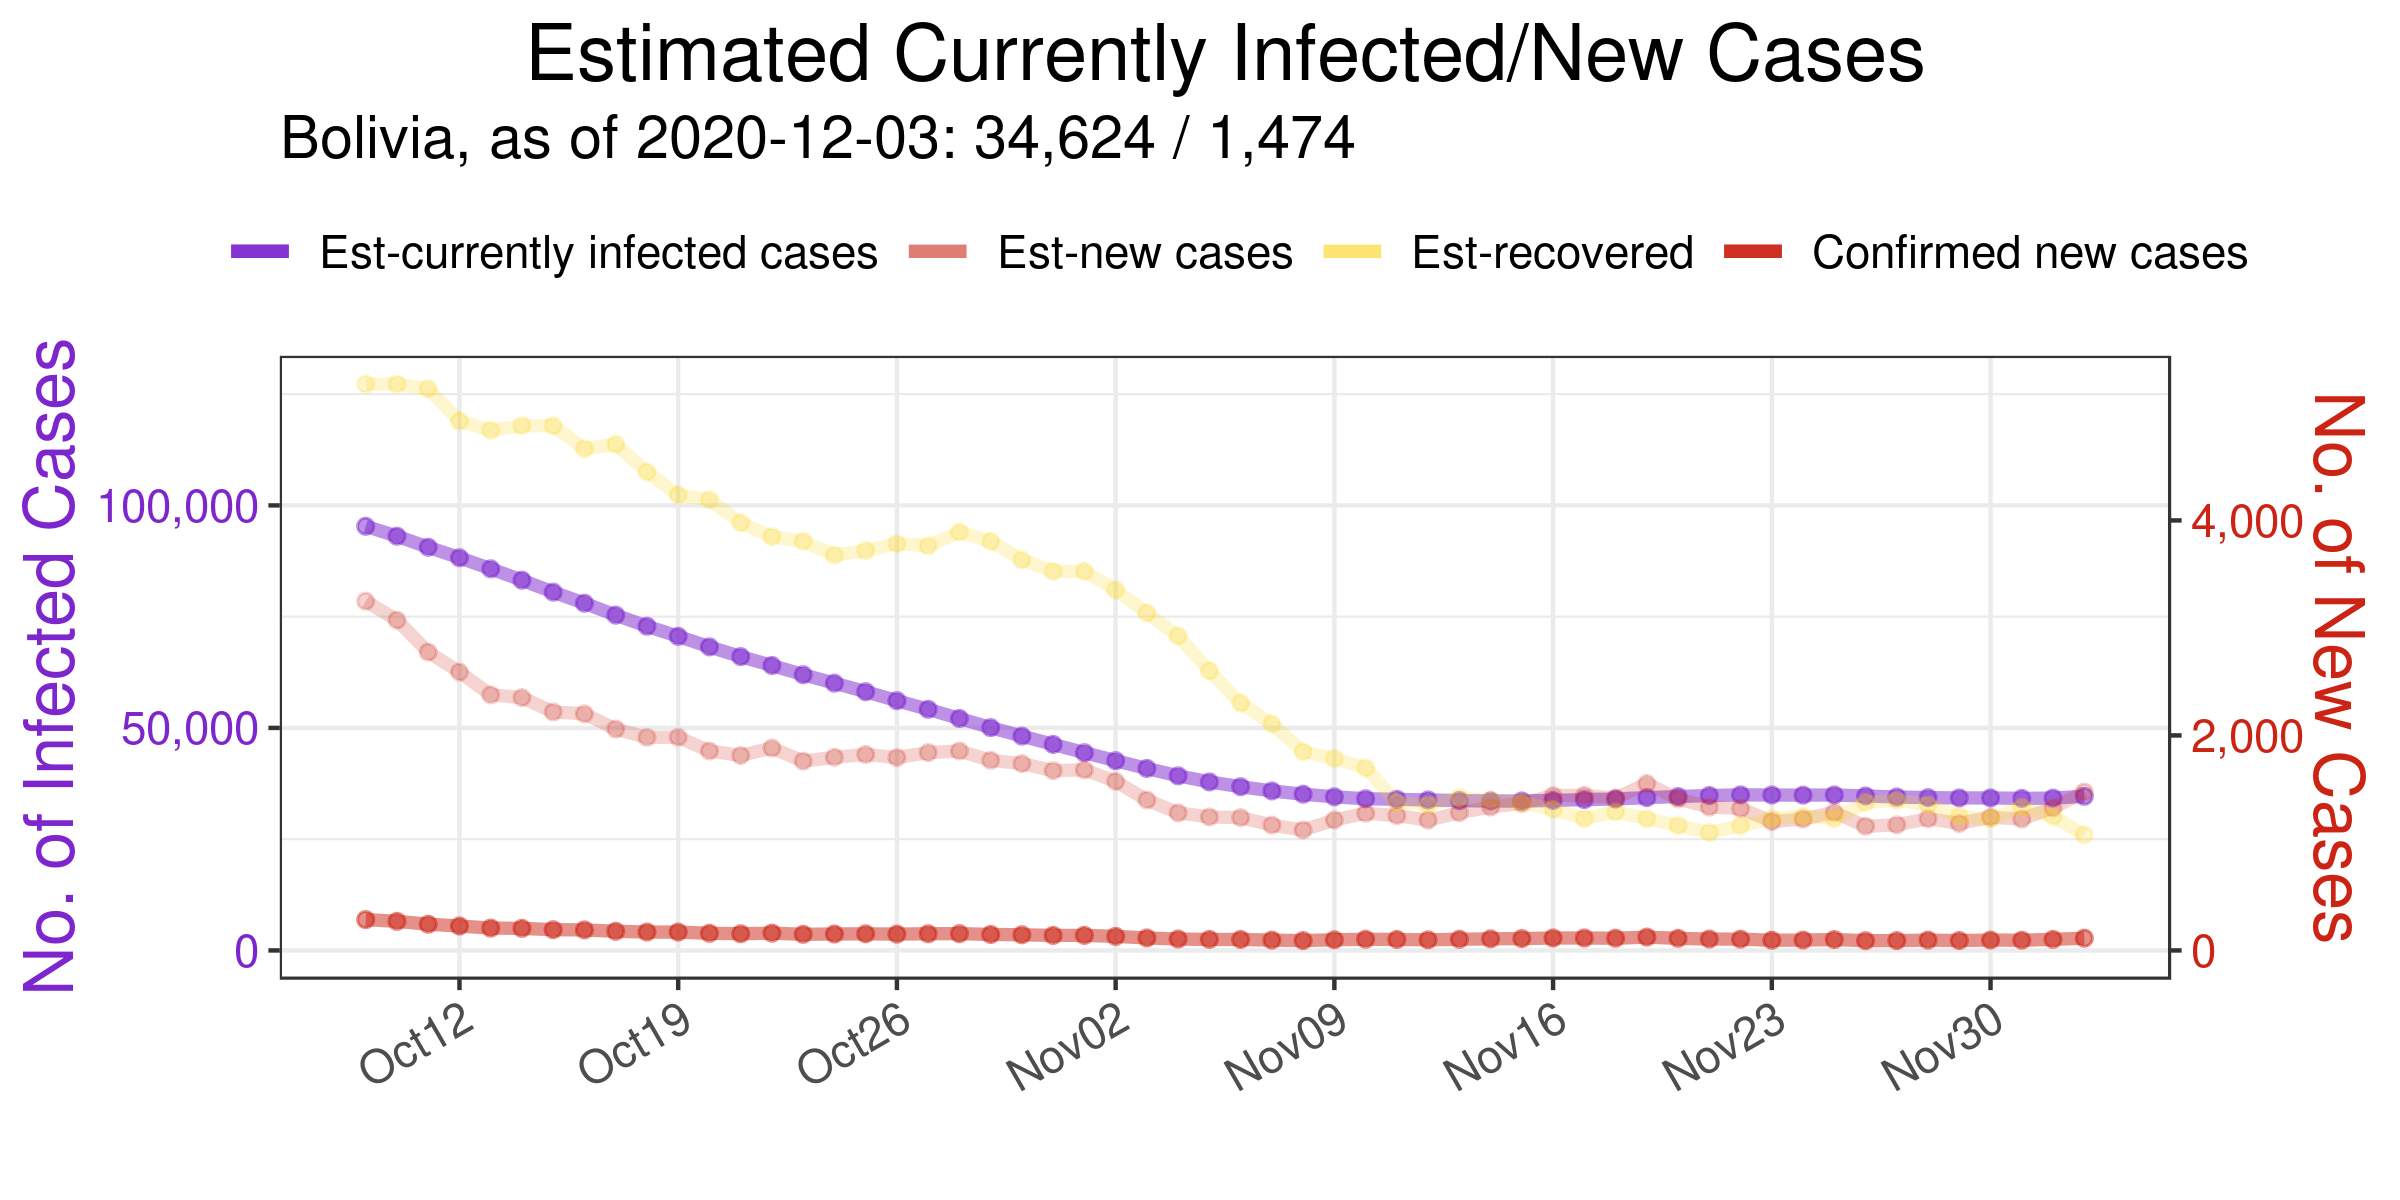 Estimated Currently Infected/New Cases
Bolivia, as of 2020-12-03: 34,624 / 1,474
Est-currently infected cases Est-new cases Est-recovered Confirmed new cases
No. of Infected Cases
100,000
50,000
0
4,000
2,000
0
No. of New Cases
Oct12 Oct19 Oct26 Nov02 Nov09 Nov16 Nov23 Nov30